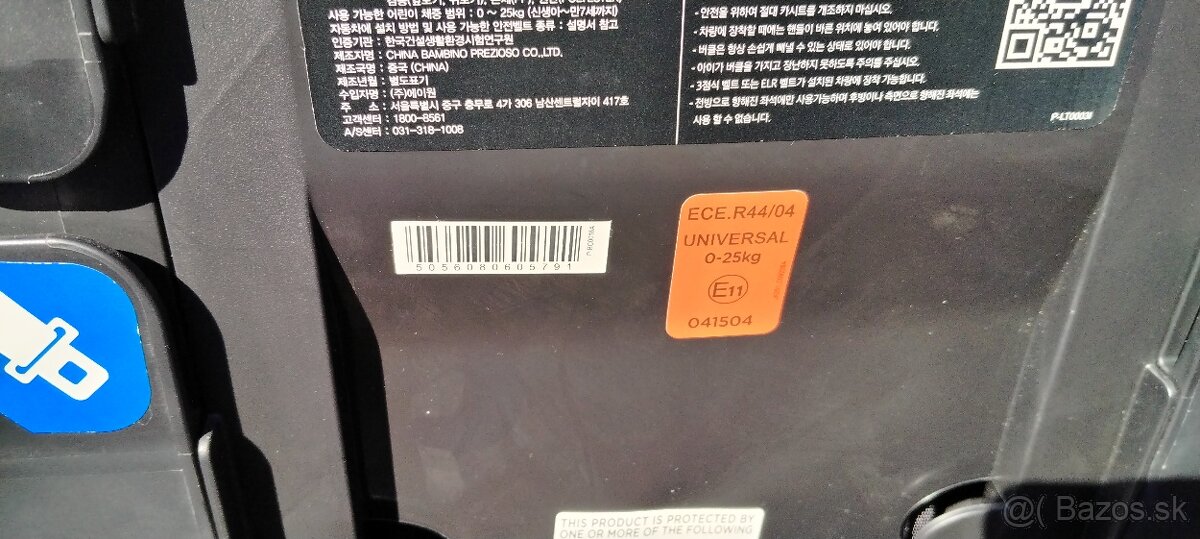 사용 가능한 어린이 체중 범위 : 0 ~ 25kg (신생아~만7세까지)
자동차에 설치 방법 및 사용 가능한 안전벨트 종류 : 설명서 참고
인증기관 : 한국건설생활환경시험연구원
제조자명 : CHINA BAMBINO PREZIOSO CO.,LTD.
제조국명 : 중국 (CHINA)
제조년월 : 별도표기
수입자명 : (주)에이원
주 소 : 서울특별시 중구 충무로 4가 306 남산센트럴자이 417호
고객센터 : 1800-8561
A/S센터 : 031-318-1008
- 안전을 위하여 절대 카시트를 개조하지 마십시오.
- 차량에 장착할 때에는 핸들이 바른 위치에 놓여 있어야 합니다.
- 버클은 항상 손쉽게 빼낼 수 있는 상태로 있어야 합니다.
- 아이가 버클을 가지고 장난하지 못하도록 주의를 주십시오.
- 3점식 벨트 또는 ELR 벨트가 설치된 차량에 장착 가능합니다.
- 전방으로 향해진 좌석에만 사용가능하며 후방이나 측면으로 향해진 좌석에는
사용 할 수 없습니다.
P-LT0003I
5056080605791
ECE.R44/04
UNIVERSAL
0-25kg
E11
041504
THIS PRODUCT IS PROTECTED BY
ONE OR MORE OF THE FOLLOWING
@( Bazos.sk